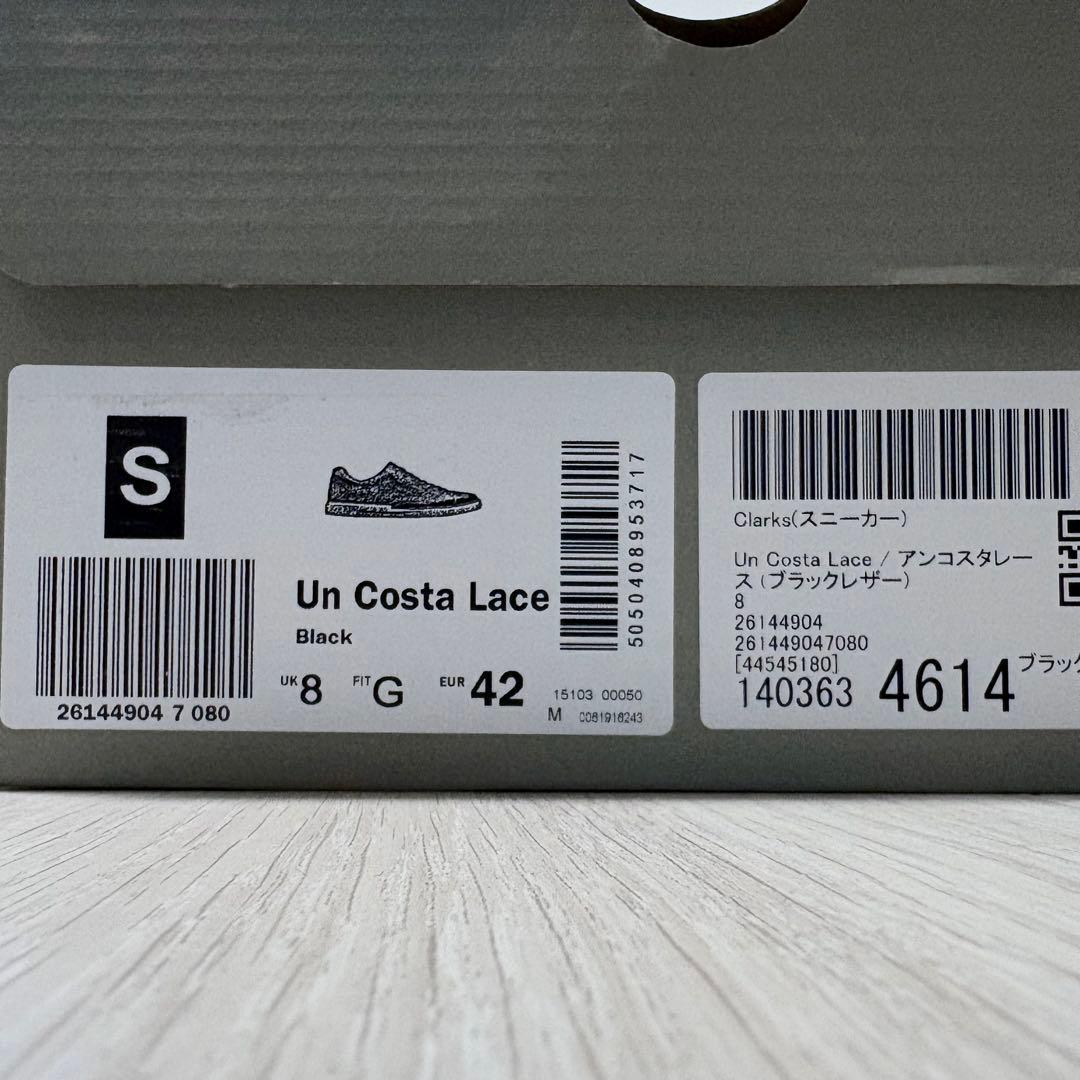 S
26144904 7 080
Un Costa Lace
Black
UK 8 FIT G EUR 42
5050408953717
15103 00050
M C081918243
Clarks(スニーカー)
Un Costa Lace / アンコスタレー
ス (ブラックレザー)
8
26144904
261449047080
[44545180]
140363 4614 ブラック